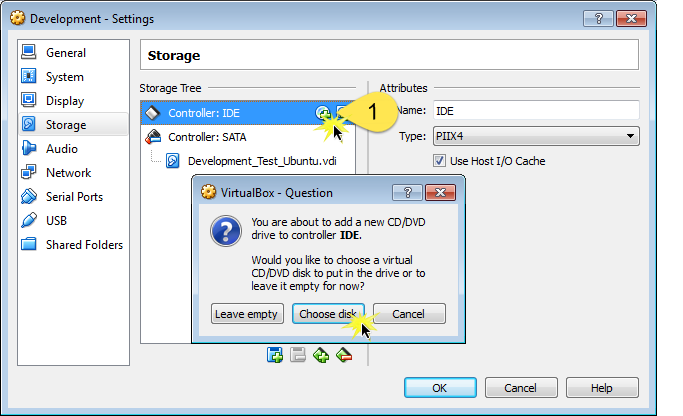 Development - Settings
General
System
Display
Storage
Audio
Network
Serial Ports
USB
Shared Folders
Storage
Storage Tree
Controller: IDE
1
Controller: SATA
Development_Test_Ubuntu.vdi
Attributes
Name: IDE
Type: PIIX4
Use Host I/O Cache
VirtualBox - Question
You are about to add a new CD/DVD
drive to controller IDE.
Would you like to choose a virtual
CD/DVD disk to put in the drive or to
leave it empty for now?
Leave empty Choose disk Cancel
OK Cancel Help